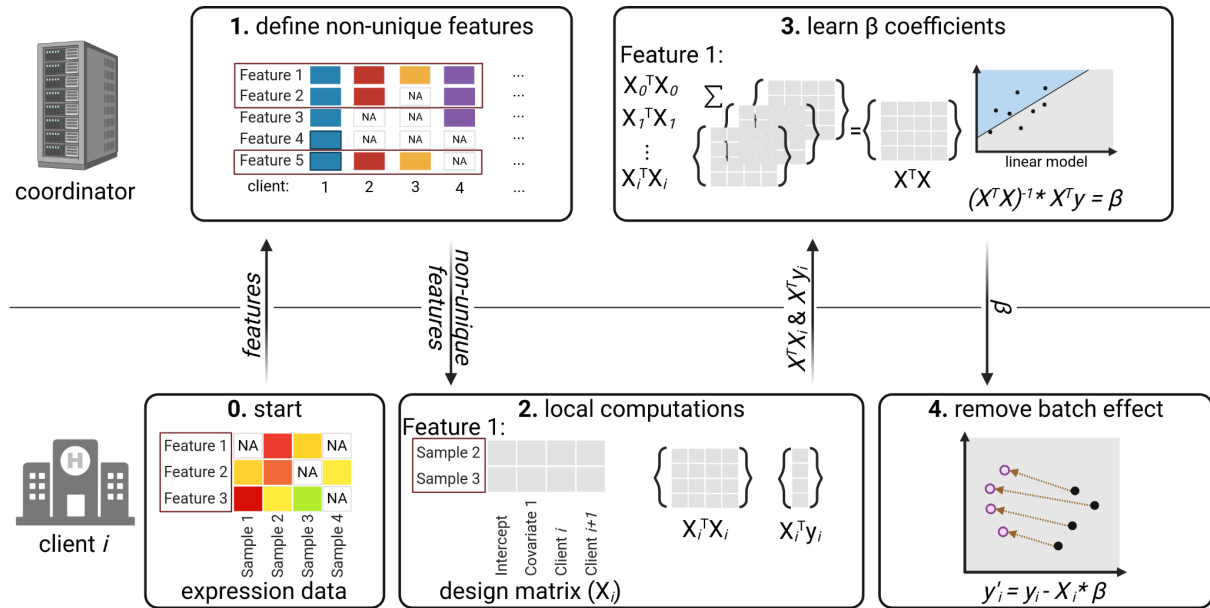 1. define non-unique features
Feature 1
...
Feature 2
NA
...
Feature 3
NA
NA
...
Feature 4
NA
NA
NA
...
Feature 5
NA
...
client:
1
2
3
4
...
coordinator
3. learn β coefficients
Feature 1:
X₀ᵀX₀
X₁ᵀX₁
⋮
XᵢᵀXᵢ
∑
=
XᵀX
linear model
(XᵀX)⁻¹* Xᵀy = β
features
non-unique
features
XᵀXᵢ & Xᵀyᵢ
β
0. start
Feature 1
NA
NA
Feature 2
NA
Feature 3
NA
Sample 1
Sample 2
Sample 3
Sample 4
expression data
H
client i
2. local computations
Feature 1:
Sample 2
Sample 3
Intercept
Covariate 1
Client i
Client i+1
design matrix (Xᵢ)
XᵢᵀXᵢ
Xᵢᵀyᵢ
4. remove batch effect
y'ᵢ = yᵢ - Xᵢ* β